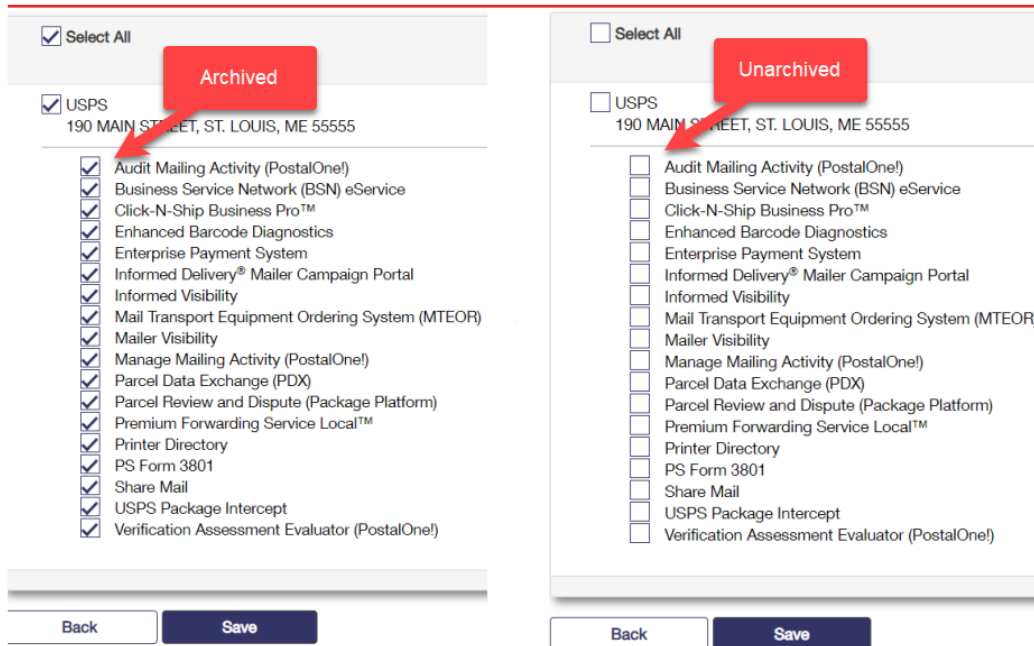 Select All
Archived
USPS
190 MAIN STREET, ST. LOUIS, ME 55555
Audit Mailing Activity (PostalOne!)
Business Service Network (BSN) eService
Click-N-Ship Business Pro™
Enhanced Barcode Diagnostics
Enterprise Payment System
Informed Delivery® Mailer Campaign Portal
Informed Visibility
Mail Transport Equipment Ordering System (MTEOR)
Mailer Visibility
Manage Mailing Activity (PostalOne!)
Parcel Data Exchange (PDX)
Parcel Review and Dispute (Package Platform)
Premium Forwarding Service Local™
Printer Directory
PS Form 3801
Share Mail
USPS Package Intercept
Verification Assessment Evaluator (PostalOne!)
Back Save
Select All
Unarchived
USPS
190 MAIN STREET, ST. LOUIS, ME 55555
Audit Mailing Activity (PostalOne!)
Business Service Network (BSN) eService
Click-N-Ship Business Pro™
Enhanced Barcode Diagnostics
Enterprise Payment System
Informed Delivery® Mailer Campaign Portal
Informed Visibility
Mail Transport Equipment Ordering System (MTEOR)
Mailer Visibility
Manage Mailing Activity (PostalOne!)
Parcel Data Exchange (PDX)
Parcel Review and Dispute (Package Platform)
Premium Forwarding Service Local™
Printer Directory
PS Form 3801
Share Mail
USPS Package Intercept
Verification Assessment Evaluator (PostalOne!)
Back Save